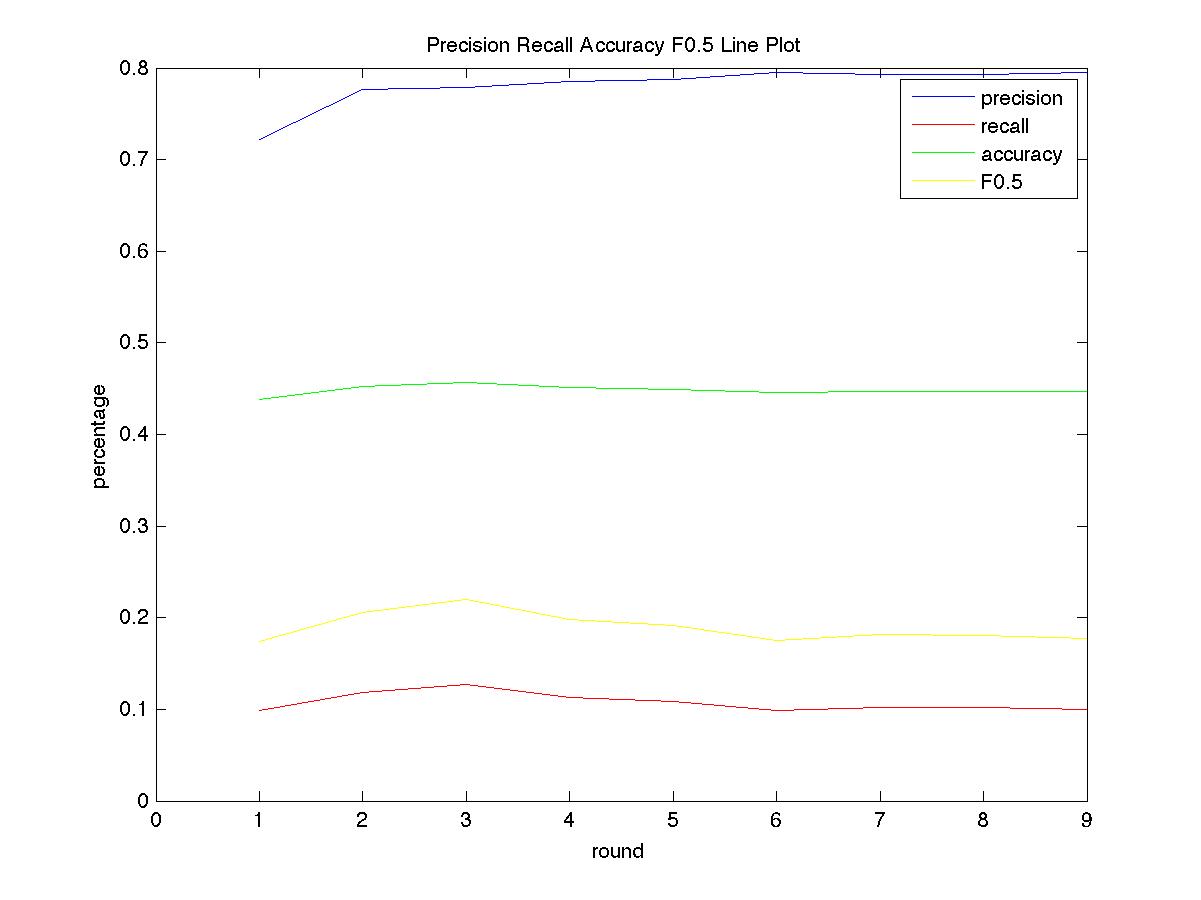 Precision Recall Accuracy F0.5 Line Plot
0.8
0.7
0.6
0.5
0.4
0.3
0.2
0.1
0
percentage
precision
recall
accuracy
F0.5
0 1 2 3 4 5 6 7 8 9
round